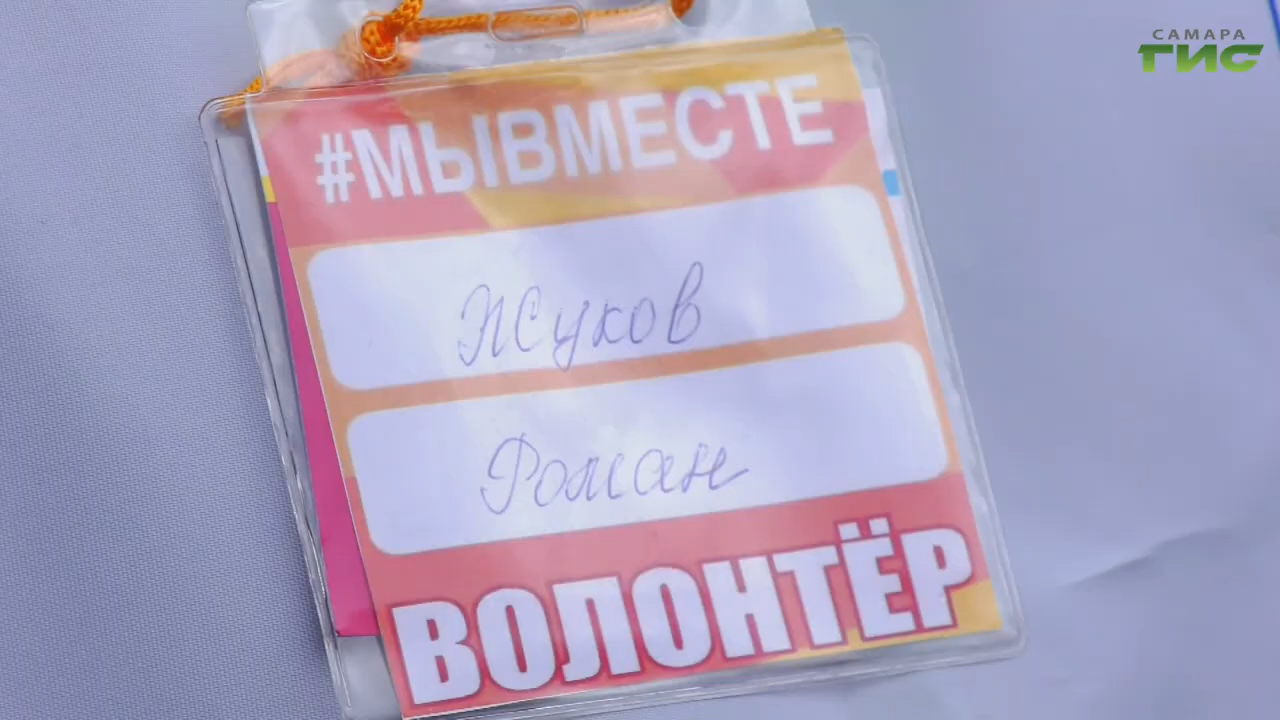 САМАРА
ГИС
#МЫВМЕСТЕ
Жуков
Роман
ВОЛОНТЁР